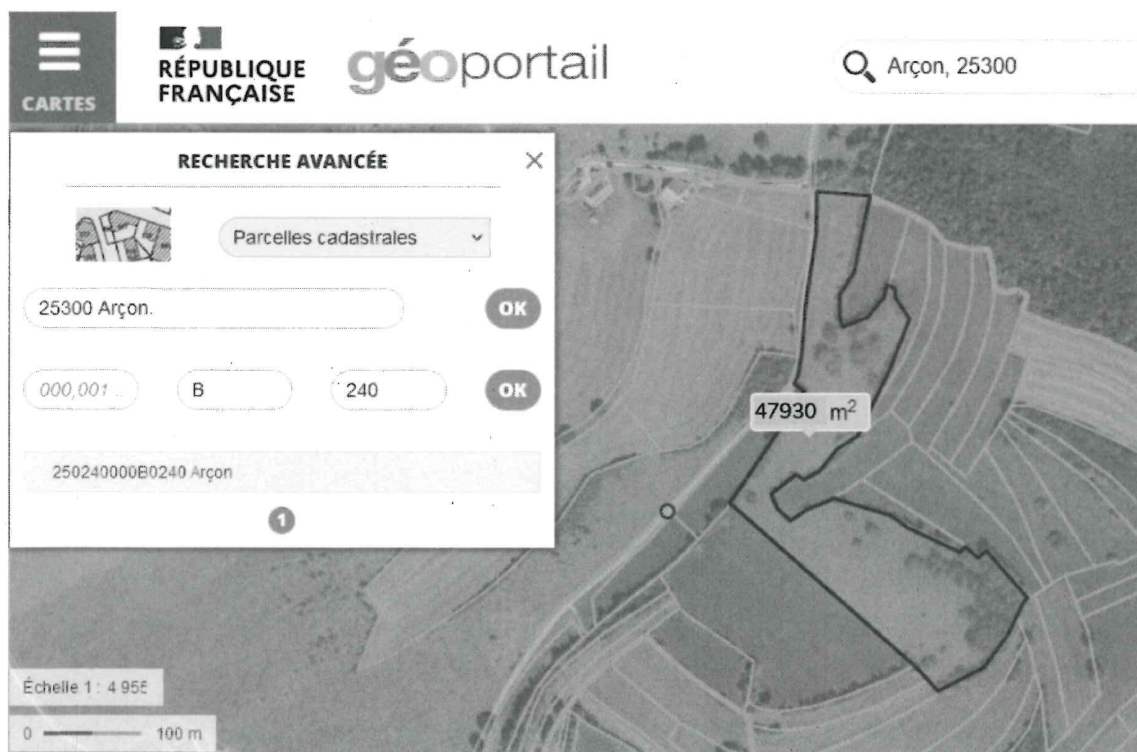 CARTES
RÉPUBLIQUE
FRANÇAISE
géoportail
Arçon, 25300
RECHERCHE AVANCÉE
Parcelles cadastrales
25300 Arçon.
OK
000,001 ..
B
240
OK
250240000B0240 Arçon
1
47930 m²
Échelle 1 : 4 955
0
100 m